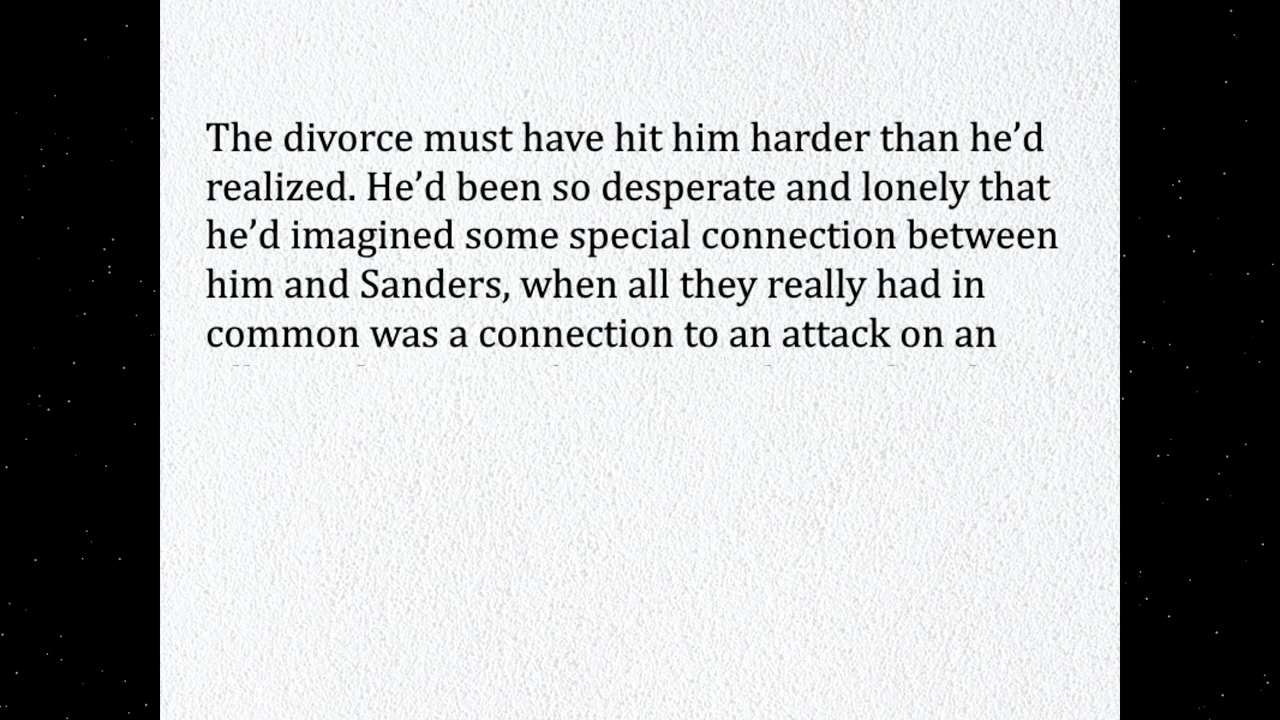 The divorce must have hit him harder than he’d
realized. He’d been so desperate and lonely that
he’d imagined some special connection between
him and Sanders, when all they really had in
common was a connection to an attack on an